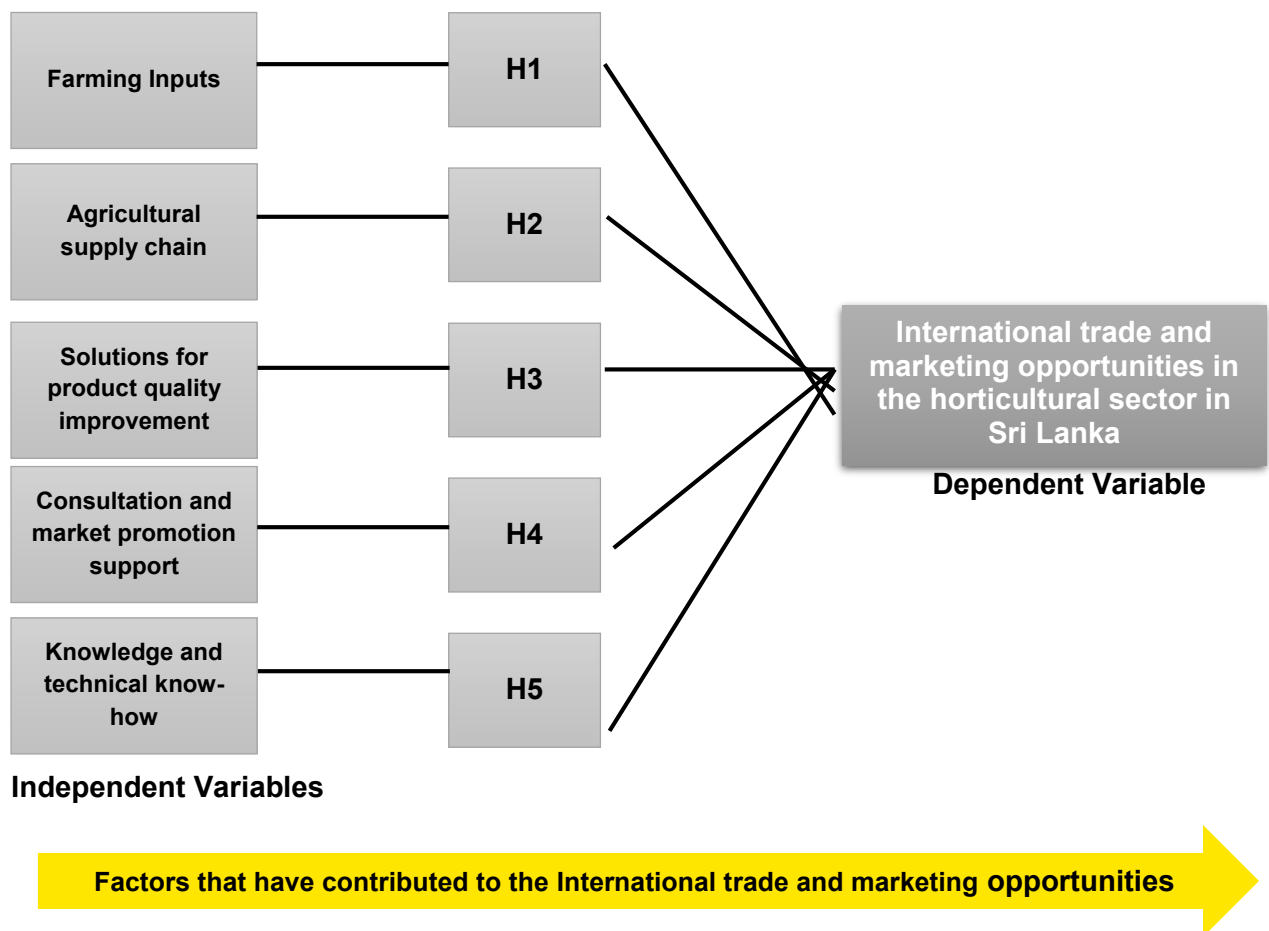 Farming Inputs
H1
Agricultural
supply chain
H2
Solutions for
product quality
improvement
H3
Consultation and
market promotion
support
H4
Knowledge and
technical know-
how
H5
International trade and
marketing opportunities in
the horticultural sector in
Sri Lanka
Dependent Variable
Independent Variables
Factors that have contributed to the International trade and marketing opportunities